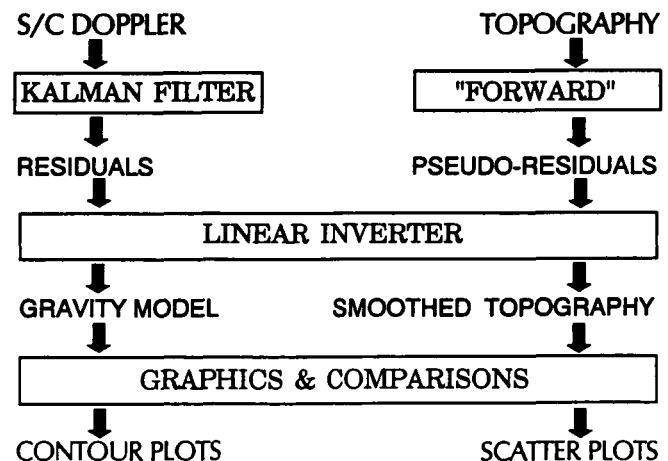 S/C DOPPLER
TOPOGRAPHY
KALMAN FILTER
"FORWARD"
RESIDUALS
PSEUDO-RESIDUALS
LINEAR INVERTER
GRAVITY MODEL
SMOOTHED TOPOGRAPHY
GRAPHICS & COMPARISONS
CONTOUR PLOTS
SCATTER PLOTS